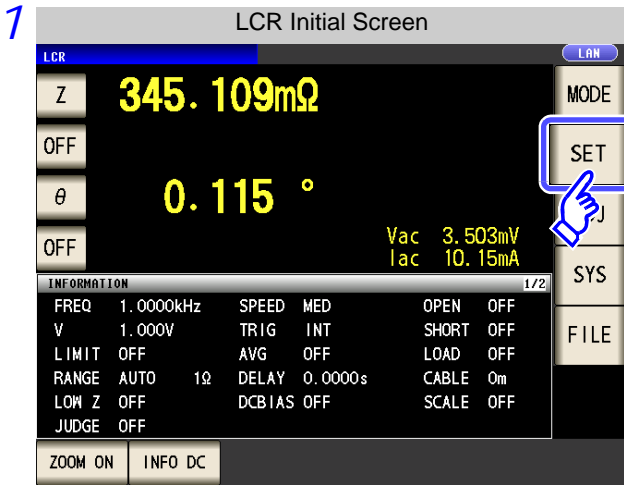 1
LCR Initial Screen
LCR
LAN
Z 345.109mΩ
MODE
OFF
SET
θ 0.115 °
OFF
Vac 3.503mV
Iac 10.15mA
SYS
INFORMATION 1/2
FREQ 1.0000kHz SPEED MED OPEN OFF
V 1.000V TRIG INT SHORT OFF
FILE
LIMIT OFF AVG OFF LOAD OFF
RANGE AUTO 1Ω DELAY 0.0000s CABLE 0m
LOW Z OFF DCBIAS OFF SCALE OFF
JUDGE OFF
ZOOM ON INFO DC